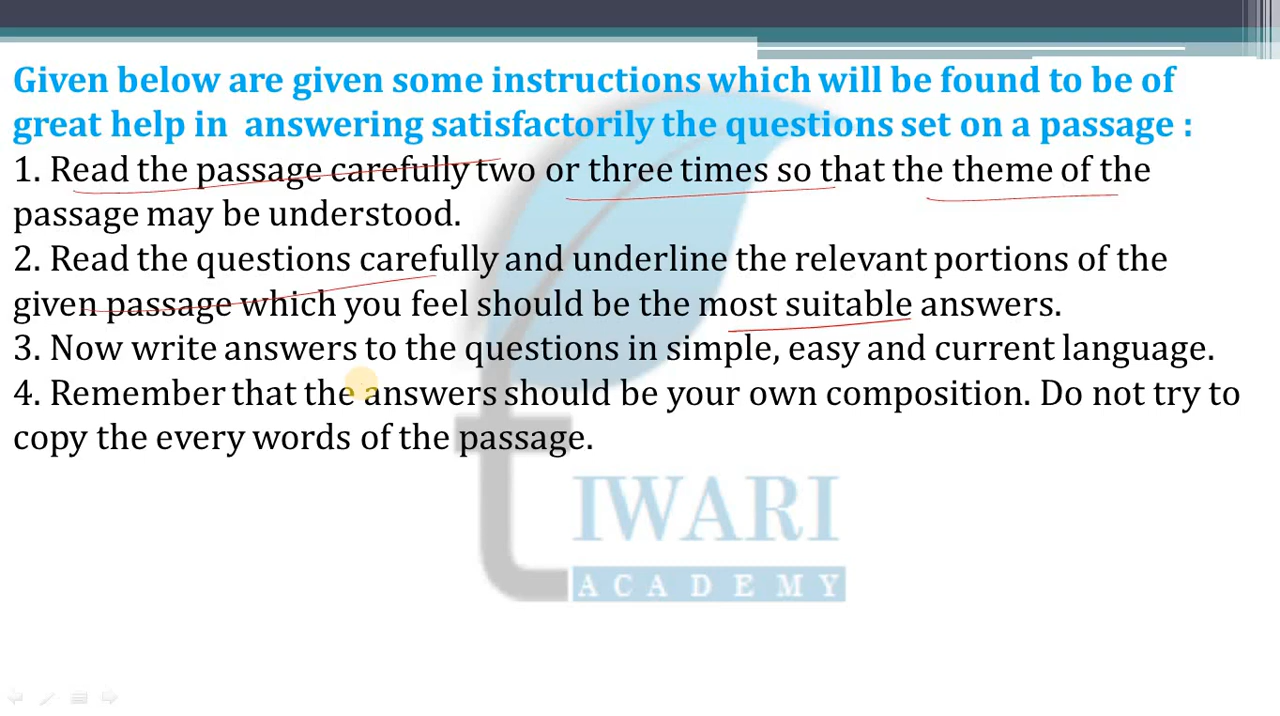 Given below are given some instructions which will be found to be of
great help in answering satisfactorily the questions set on a passage :
1. Read the passage carefully two or three times so that the theme of the
passage may be understood.
2. Read the questions carefully and underline the relevant portions of the
given passage which you feel should be the most suitable answers.
3. Now write answers to the questions in simple, easy and current language.
4. Remember that the answers should be your own composition. Do not try to
copy the every words of the passage.
tIWARI
ACADEMY